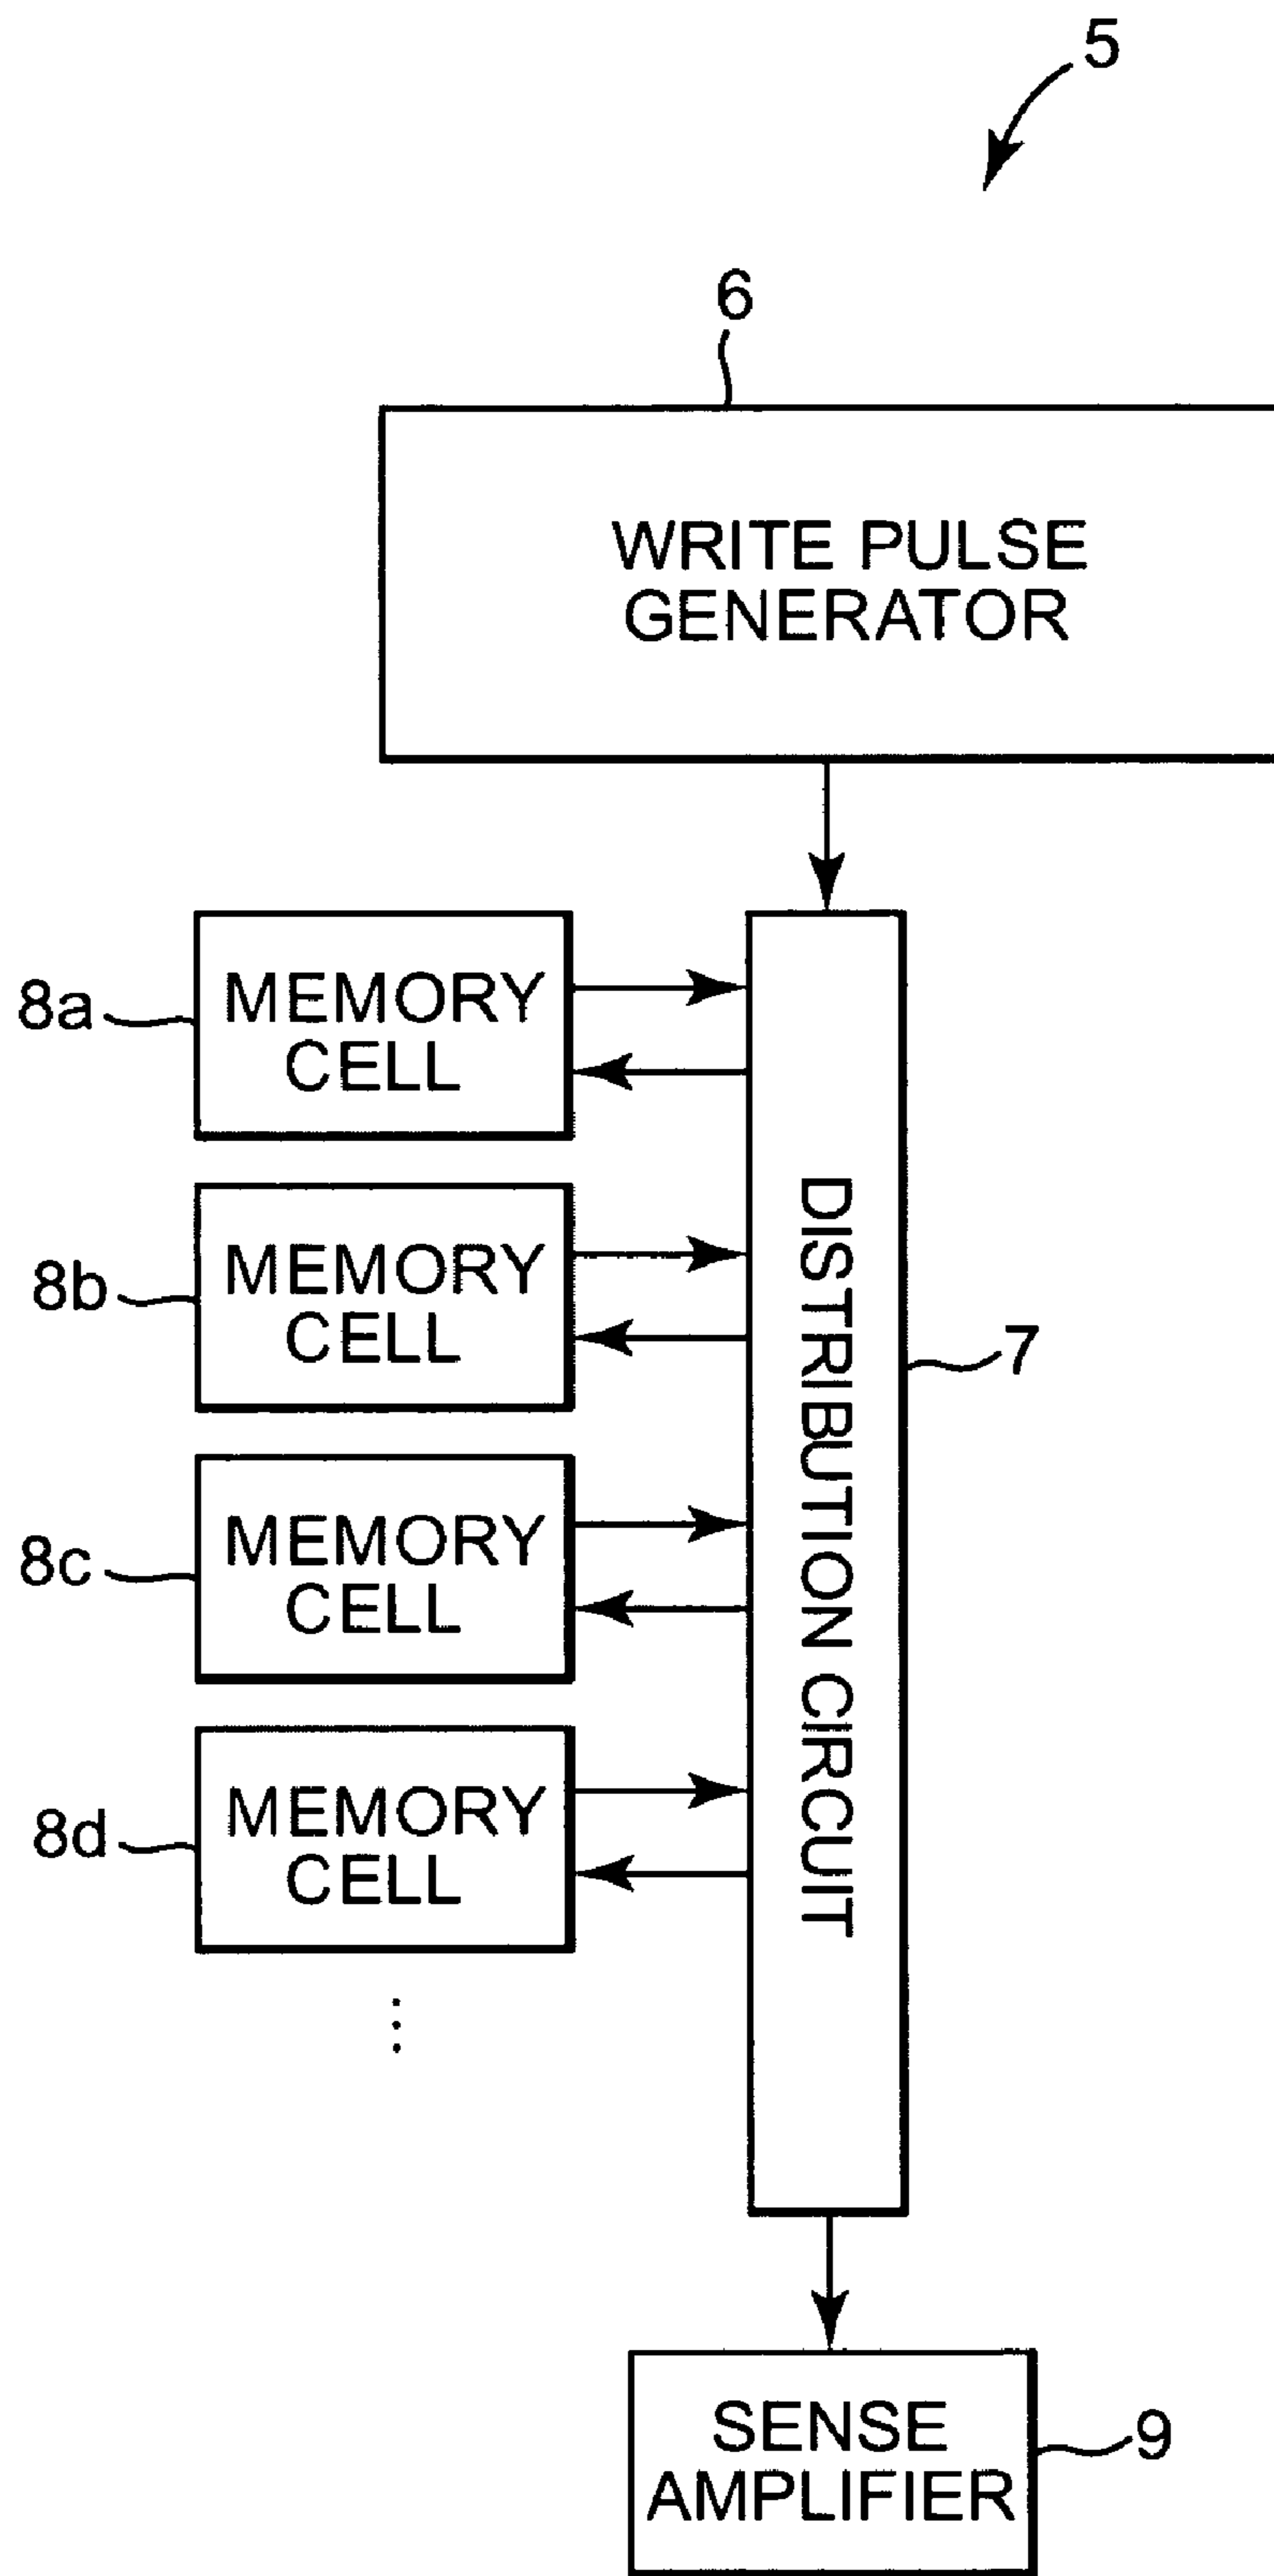 5
6
WRITE PULSE
GENERATOR
8a
MEMORY
CELL
8b
MEMORY
CELL
7
DISTRIBUTION CIRCUIT
8c
MEMORY
CELL
8d
MEMORY
CELL
⋮
SENSE
AMPLIFIER
9